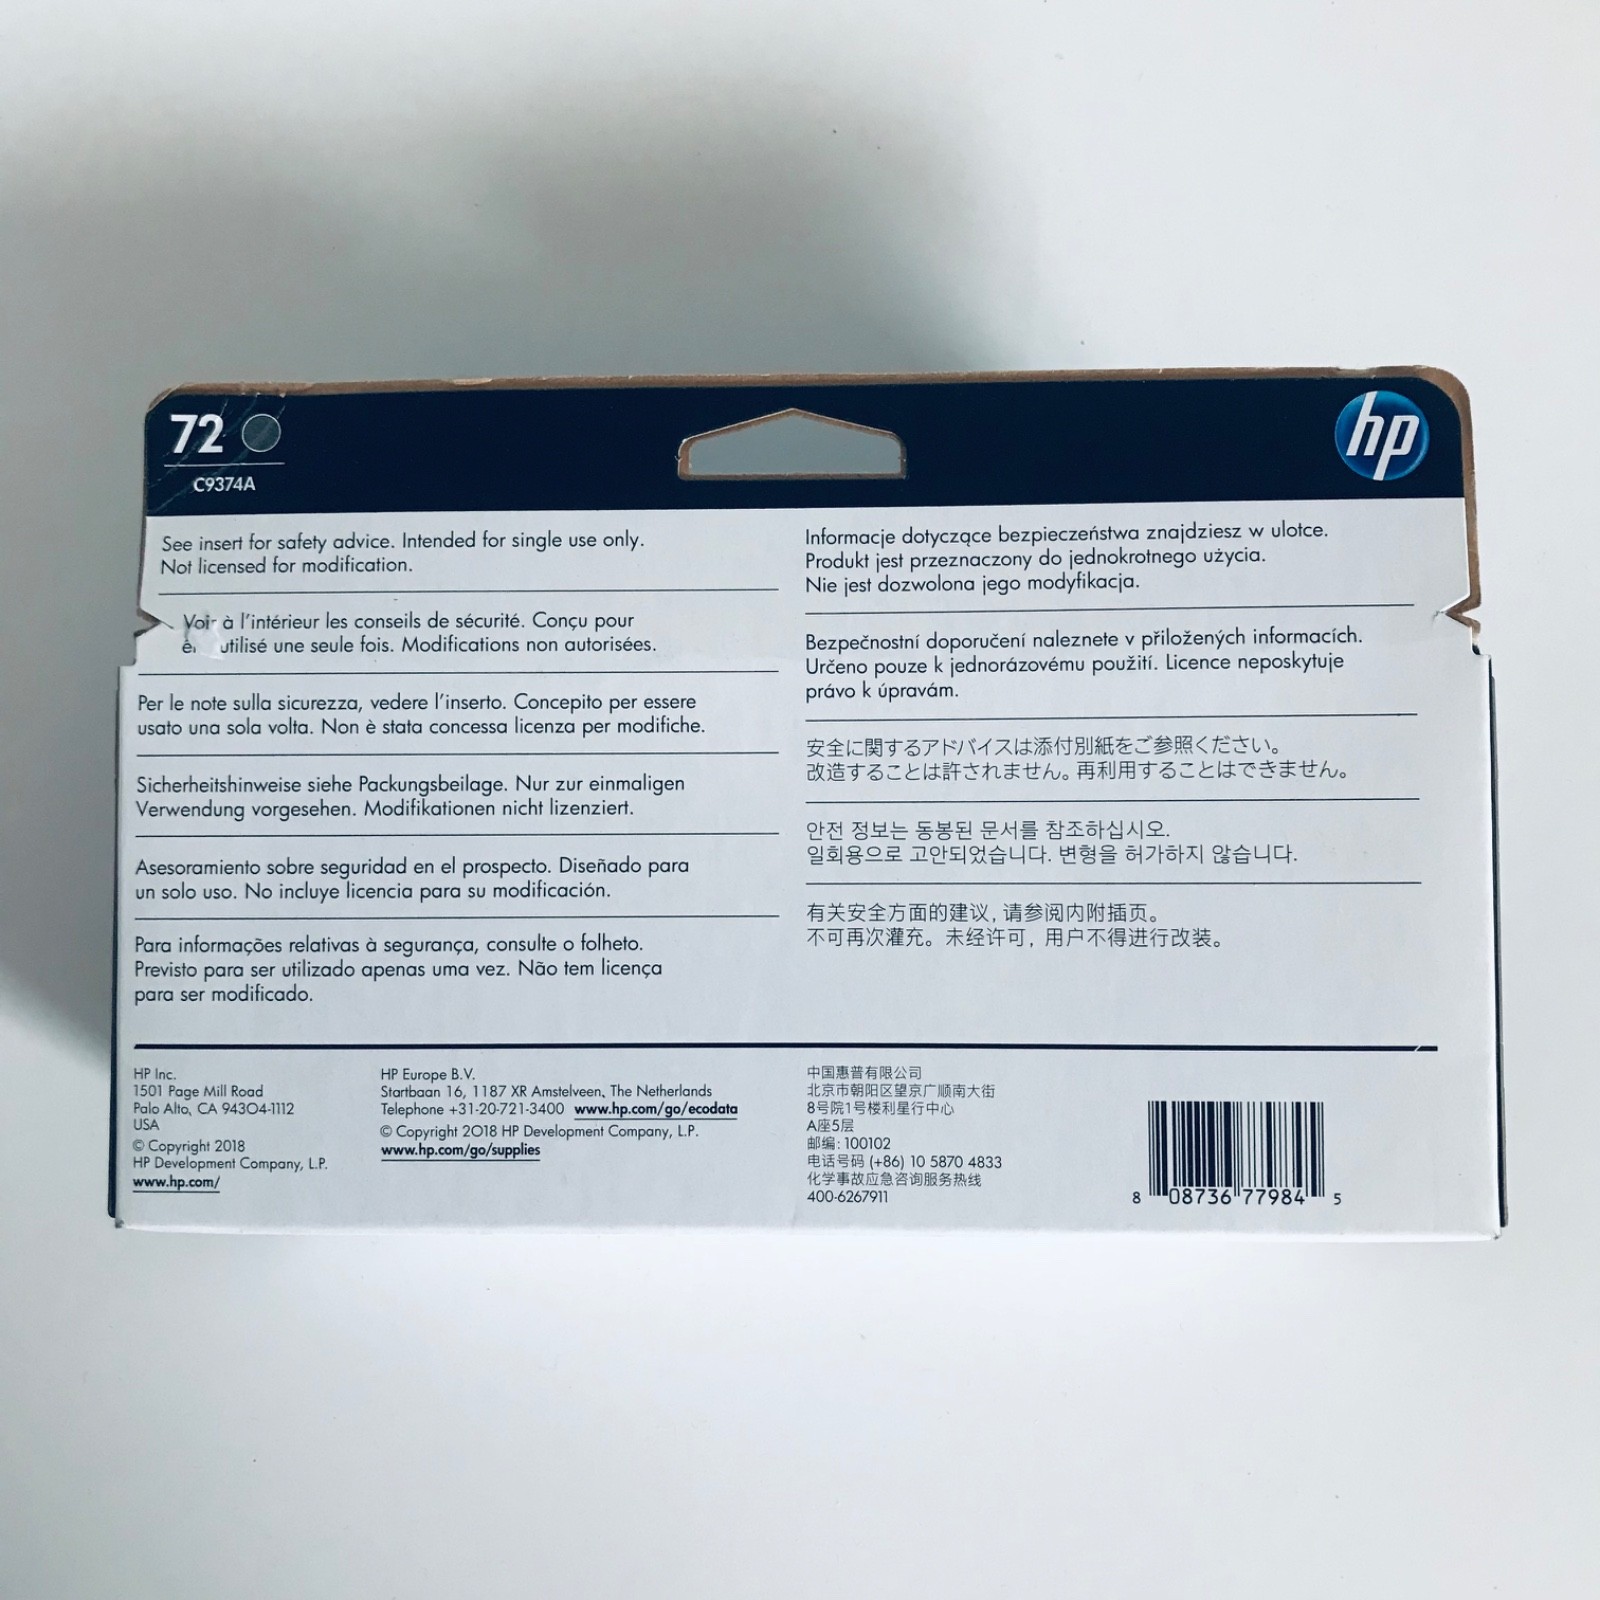 72
C9374A
hp
See insert for safety advice. Intended for single use only.
Not licensed for modification.
Voir à l'intérieur les conseils de sécurité. Conçu pour
utilisé une seule fois. Modifications non autorisées.
Per le note sulla sicurezza, vedere l'inserto. Concepito per essere
usato una sola volta. Non è stata concessa licenza per modifiche.
Sicherheitshinweise siehe Packungsbeilage. Nur zur einmaligen
Verwendung vorgesehen. Modifikationen nicht lizenziert.
Asesoramiento sobre seguridad en el prospecto. Diseñado para
un solo uso. No incluye licencia para su modificación.
Para informações relativas à segurança, consulte o folheto.
Previsto para ser utilizado apenas uma vez. Não tem licença
para ser modificado.
Informacje dotyczące bezpieczeństwa znajdziesz w ulotce.
Produkt jest przeznaczony do jednokrotnego użycia.
Nie jest dozwolona jego modyfikacja.
Bezpečnostní doporučení naleznete v přiložených informacích.
Určeno pouze k jednorázovému použití. Licence neposkytuje
právo k úpravám.
安全に関するアドバイスは添付別紙をご参照ください。
改造することは許されません。再利用することはできません。
안전 정보는 동봉된 문서를 참조하십시오.
일회용으로 고안되었습니다. 변형을 허가하지 않습니다.
有关安全方面的建议, 请参阅内附插页。
不可再次灌充。未经许可, 用户不得进行改装。
HP Inc.
1501 Page Mill Road
Palo Alto, CA 94304-1112
USA
© Copyright 2018
HP Development Company, L.P.
www.hp.com/
HP Europe B.V.
Startbaan 16, 1187 XR Amstelveen, The Netherlands
Telephone +31-20-721-3400 www.hp.com/go/ecodata
© Copyright 2018 HP Development Company, L.P.
www.hp.com/go/supplies
中国惠普有限公司
北京市朝阳区望京广顺南大街
8号院1号楼利星行中心
A座5层
邮编: 100102
电话号码 (+86) 10 5870 4833
化学事故应急咨询服务热线
400-6267911
8 08736 77984 5